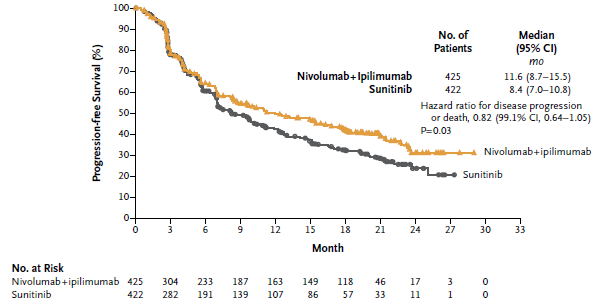 Progression-free Survival (%)
100
90
80
70
60
50
40
30
20
10
0
0 3 6 9 12 15 18 21 24 27 30 33
Month
No. of Patients
Median (95% CI)
mo
Nivolumab+Ipilimumab 425 11.6 (8.7–15.5)
Sunitinib 422 8.4 (7.0–10.8)
Hazard ratio for disease progression
or death, 0.82 (99.1% CI, 0.64–1.05)
P=0.03
Nivolumab+ipilimumab
Sunitinib
No. at Risk
Nivolumab+ipilimumab 425 304 233 187 163 149 118 46 17 3 0
Sunitinib 422 282 191 139 107 86 57 33 11 1 0